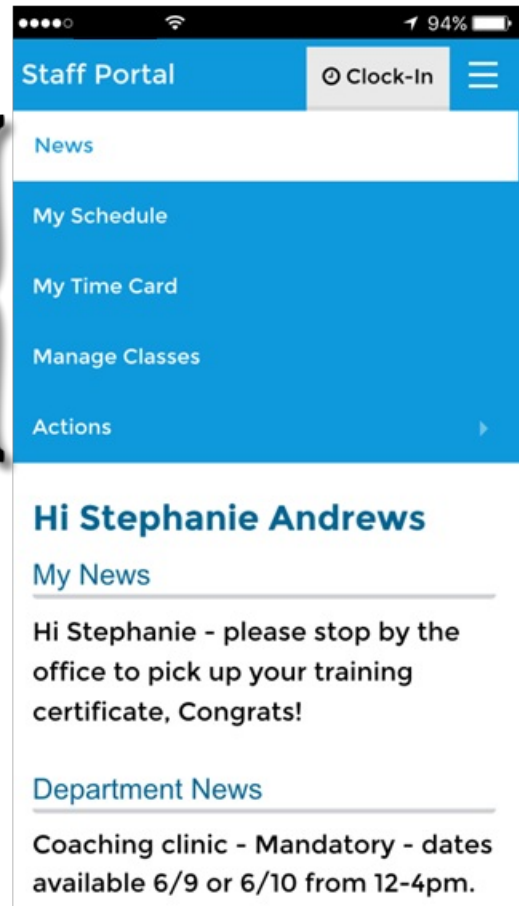 94%
Staff Portal
Clock-In
News
My Schedule
My Time Card
Manage Classes
Actions
Hi Stephanie Andrews
My News
Hi Stephanie - please stop by the
office to pick up your training
certificate, Congrats!
Department News
Coaching clinic - Mandatory - dates
available 6/9 or 6/10 from 12-4pm.